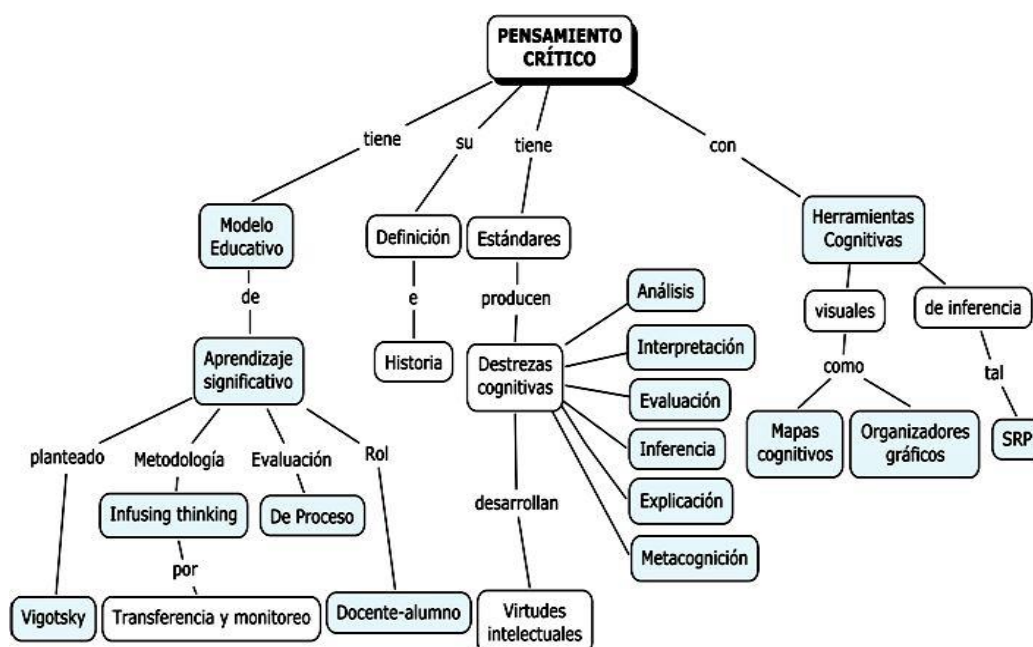 PENSAMIENTO
CRÍTICO
tiene
su
tiene
con
Modelo
Educativo
Definición
Estándares
Herramientas
Cognitivas
de
e
producen
visuales
de inferencia
Aprendizaje
significativo
Historia
Destrezas
cognitivas
Análisis
Interpretación
Evaluación
Inferencia
Explicación
Metacognición
como
tal
Mapas
cognitivos
Organizadores
gráficos
SRP
planteado
Metodología
Evaluación
Rol
Infusing thinking
De Proceso
desarrollan
por
Vigotsky
Transferencia y monitoreo
Docente-alumno
Virtudes
intelectuales